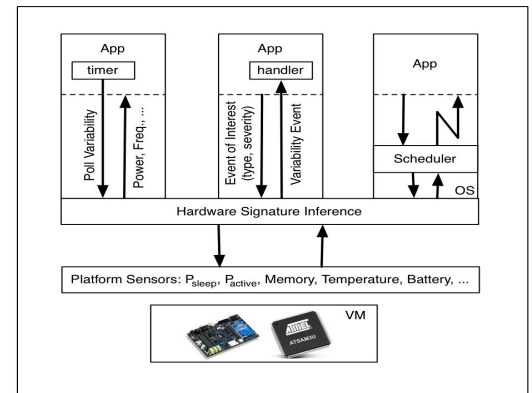 App
timer
Poll Variability
Power, Freq., ...
App
handler
Event of Interest
(type, severity)
Variability Event
App
Scheduler
OS
Hardware Signature Inference
Platform Sensors: Psleep, Pactive, Memory, Temperature, Battery, ...
VM
ATMEL
ATSAM3U